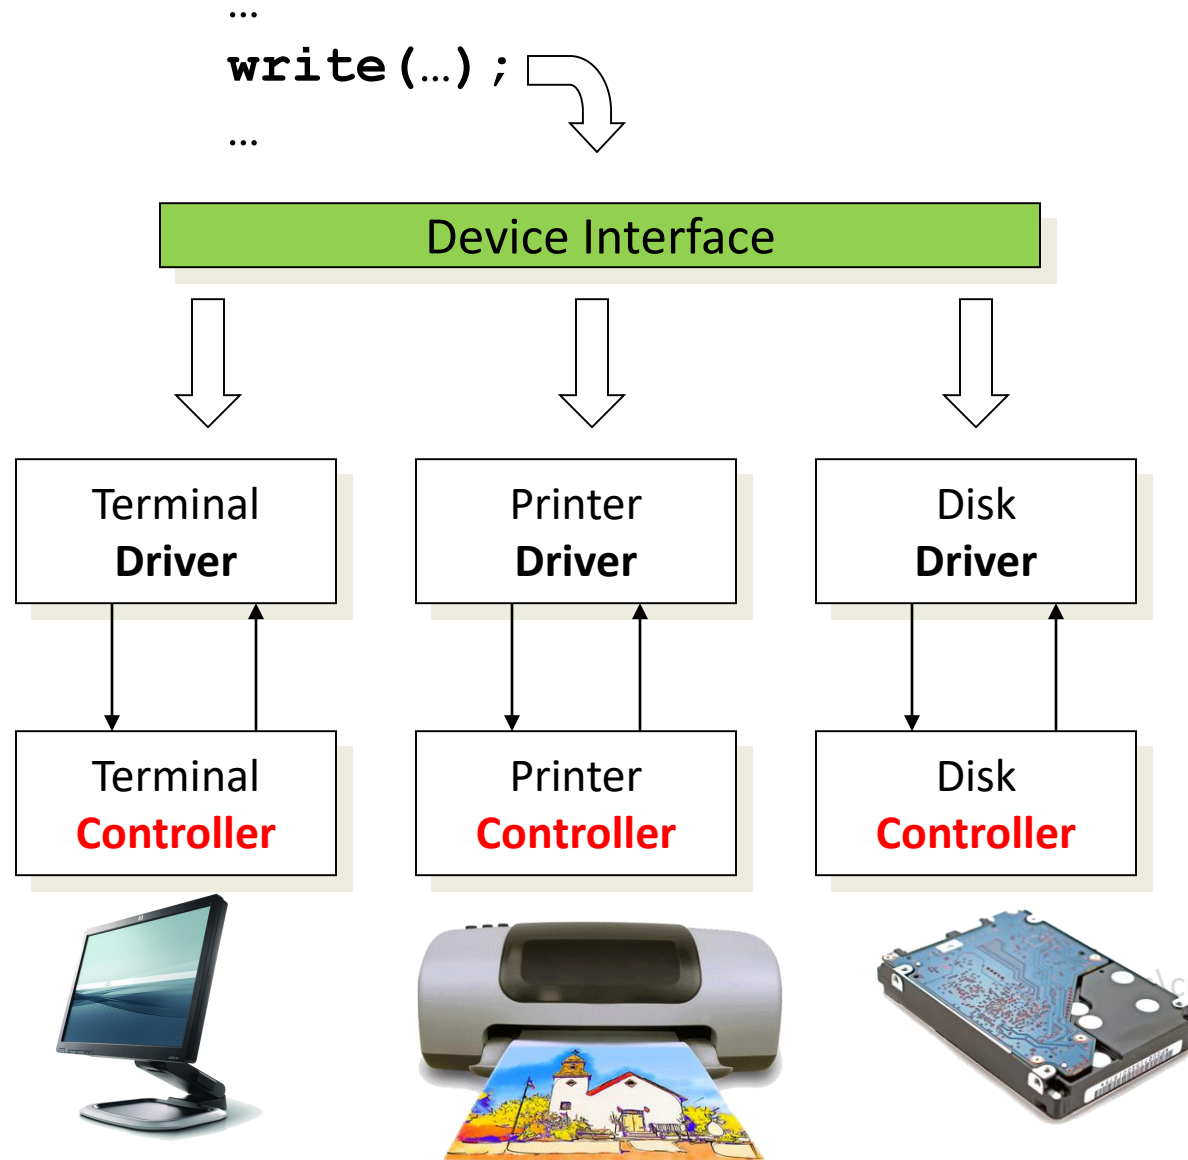 …
write(…);
…
Device Interface
Terminal
Driver
Printer
Driver
Disk
Driver
Terminal
Controller
Printer
Controller
Disk
Controller